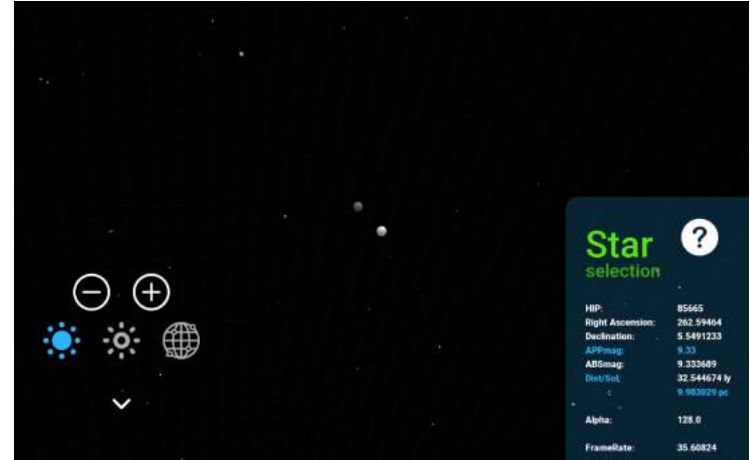 Star
?
selection
HIP: 85665
Right Ascension: 262.59464
Declination: 5.5491233
APPmag: 9.33
ABSmag: 9.333689
Dist/Sol: 32.544674 ly
: 9.983029 pc
Alpha: 128.0
FrameRate: 35.60824